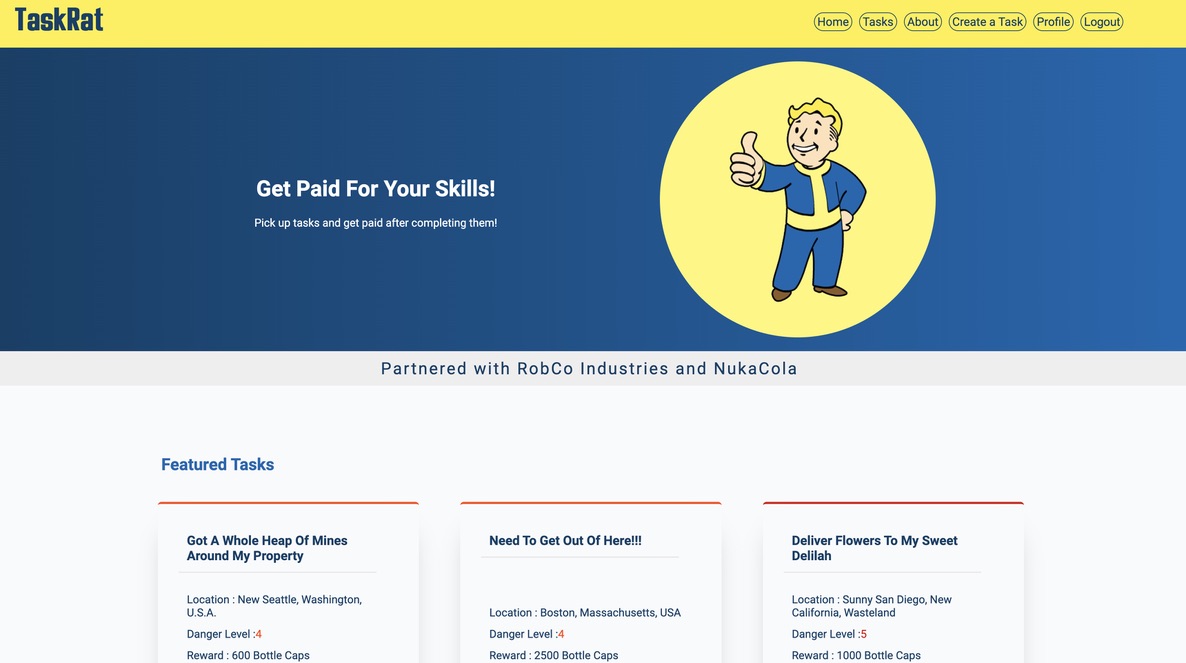 TaskRat
Home Tasks About Create a Task Profile Logout
Get Paid For Your Skills!
Pick up tasks and get paid after completing them!
Partnered with RobCo Industries and NukaCola
Featured Tasks
Got A Whole Heap Of Mines
Around My Property
Location : New Seattle, Washington,
U.S.A.
Danger Level :4
Reward : 600 Bottle Caps
Need To Get Out Of Here!!!
Location : Boston, Massachusetts, USA
Danger Level :4
Reward : 2500 Bottle Caps
Deliver Flowers To My Sweet
Delilah
Location : Sunny San Diego, New
California, Wasteland
Danger Level :5
Reward : 1000 Bottle Caps